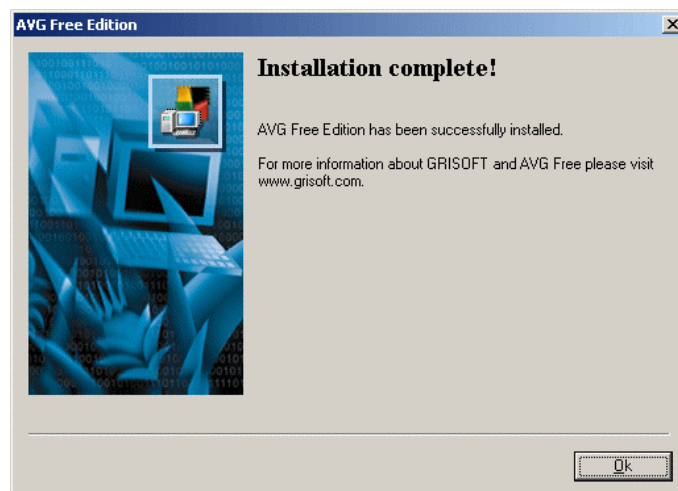 AVG Free Edition
Installation complete!
AVG Free Edition has been successfully installed.
For more information about GRISOFT and AVG Free please visit
www.grisoft.com.
Ok